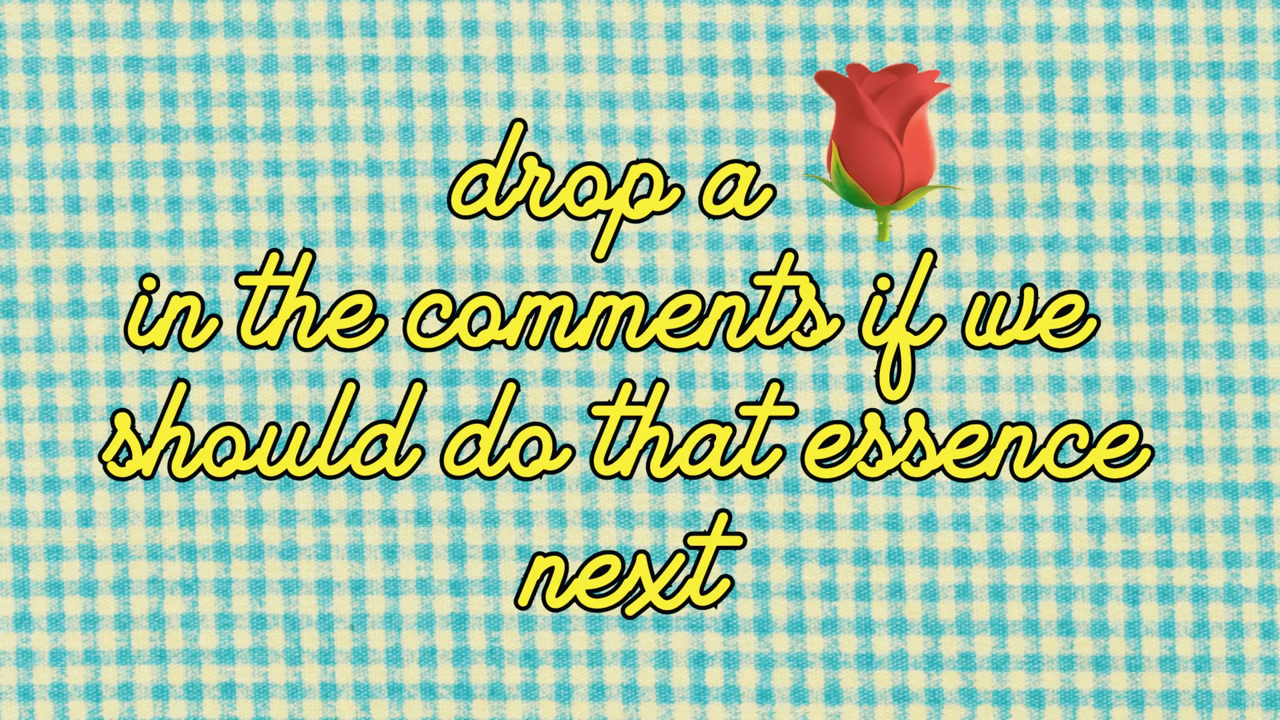 drop a 🌹
in the comments if we
should do that essence
next